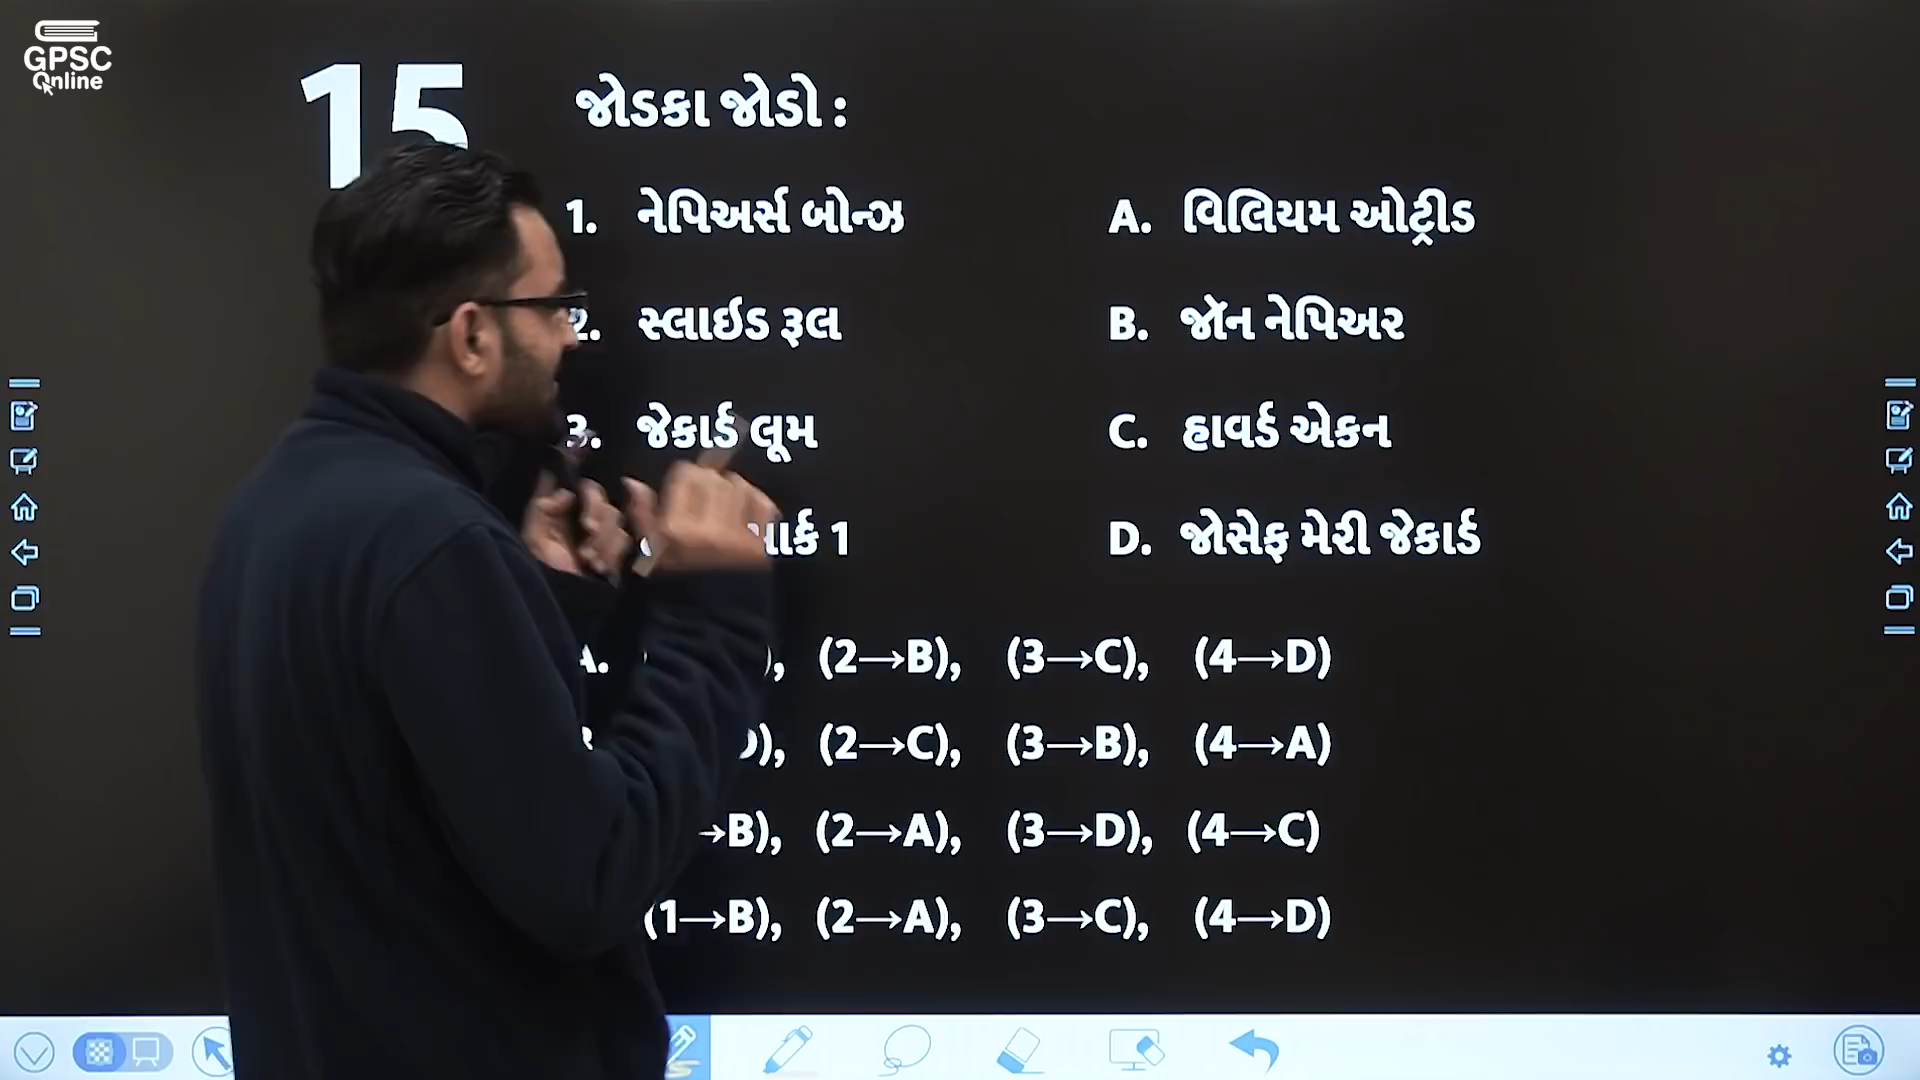 GPSC
Online
15
જોડકા જોડો :
1. નેપિઅર્સ બોન્ઝ
A. વિલિયમ ઓટ્રીડ
2. સ્લાઇડ રૂલ
B. જૉન નેપિઅર
3. જેકાર્ડ લૂમ
C. હાવર્ડ એકન
માર્ક 1
D. જોસેફ મેરી જેકાર્ડ
A. (2→B), (3→C), (4→D)
(2→C), (3→B), (4→A)
→B), (2→A), (3→D), (4→C)
(1→B), (2→A), (3→C), (4→D)